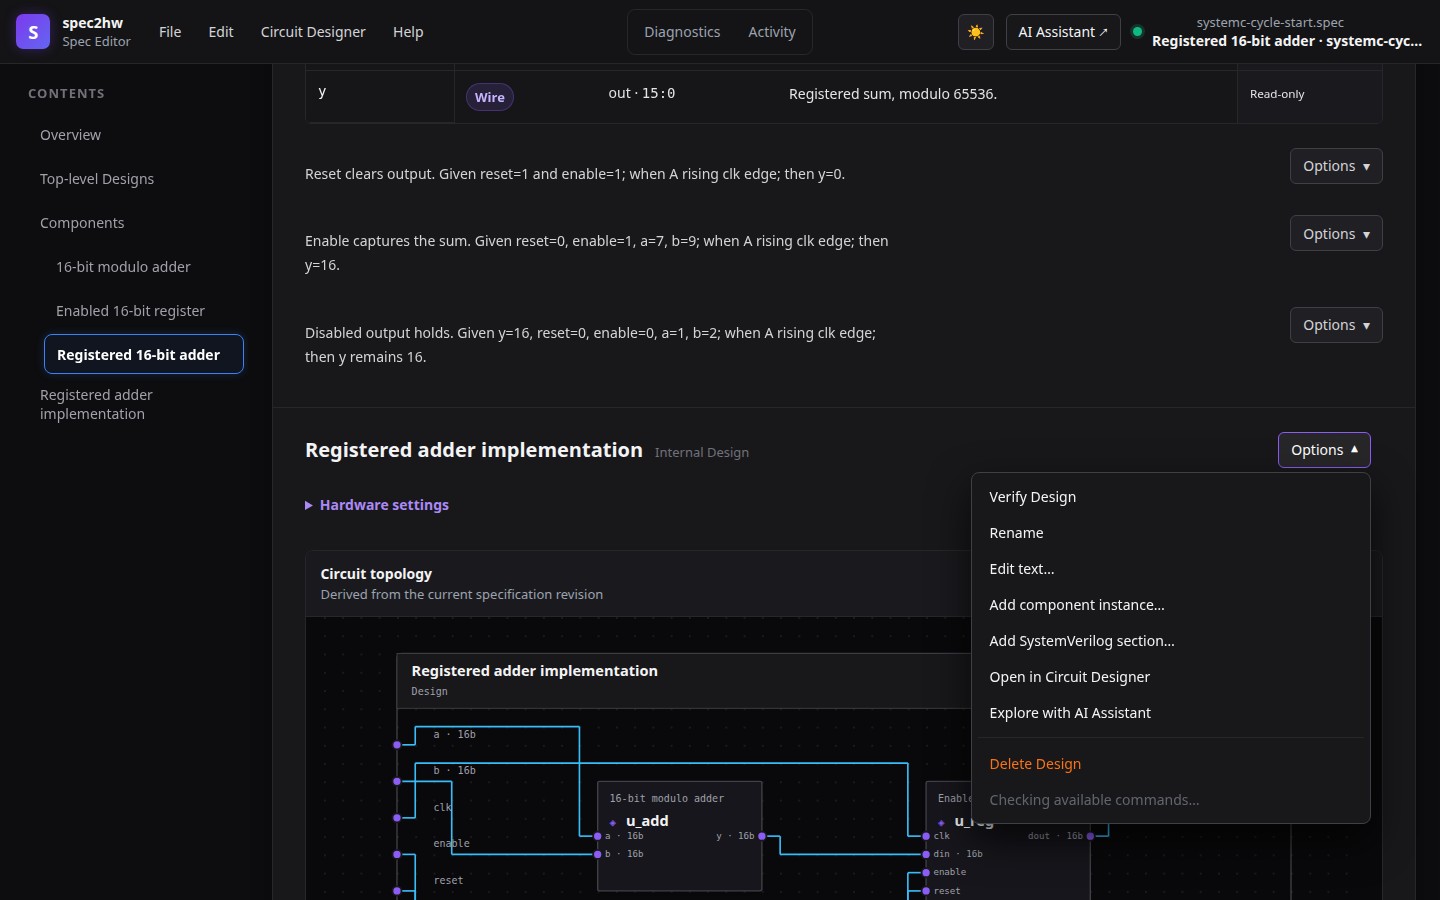 S
spec2hw
Spec Editor
File
Edit
Circuit Designer
Help
Diagnostics
Activity
AI Assistant ↗
systemc-cycle-start.spec
Registered 16-bit adder · systemc-cyc...
CONTENTS
Overview
Top-level Designs
Components
16-bit modulo adder
Enabled 16-bit register
Registered 16-bit adder
Registered adder
implementation
y
Wire
out · 15:0
Registered sum, modulo 65536.
Read-only
Reset clears output. Given reset=1 and enable=1; when A rising clk edge; then y=0.
Options ▾
Enable captures the sum. Given reset=0, enable=1, a=7, b=9; when A rising clk edge; then
y=16.
Options ▾
Disabled output holds. Given y=16, reset=0, enable=0, a=1, b=2; when A rising clk edge;
then y remains 16.
Options ▾
Registered adder implementation
Internal Design
Options ▴
Hardware settings
Verify Design
Rename
Edit text...
Add component instance...
Add SystemVerilog section...
Open in Circuit Designer
Explore with AI Assistant
Delete Design
Checking available commands...
Circuit topology
Derived from the current specification revision
Registered adder implementation
Design
a · 16b
b · 16b
clk
enable
reset
16-bit modulo adder
u_add
a · 16b
y · 16b
b · 16b
u_reg
clk
dout · 16b
din · 16b
enable
reset